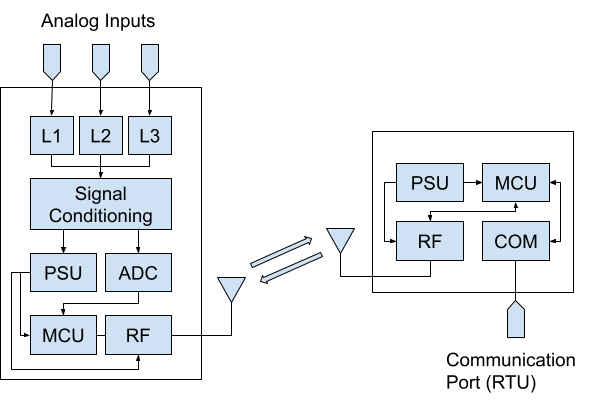 Analog Inputs
L1 L2 L3
Signal
Conditioning
PSU ADC
MCU RF
PSU MCU
RF COM
Communication
Port (RTU)